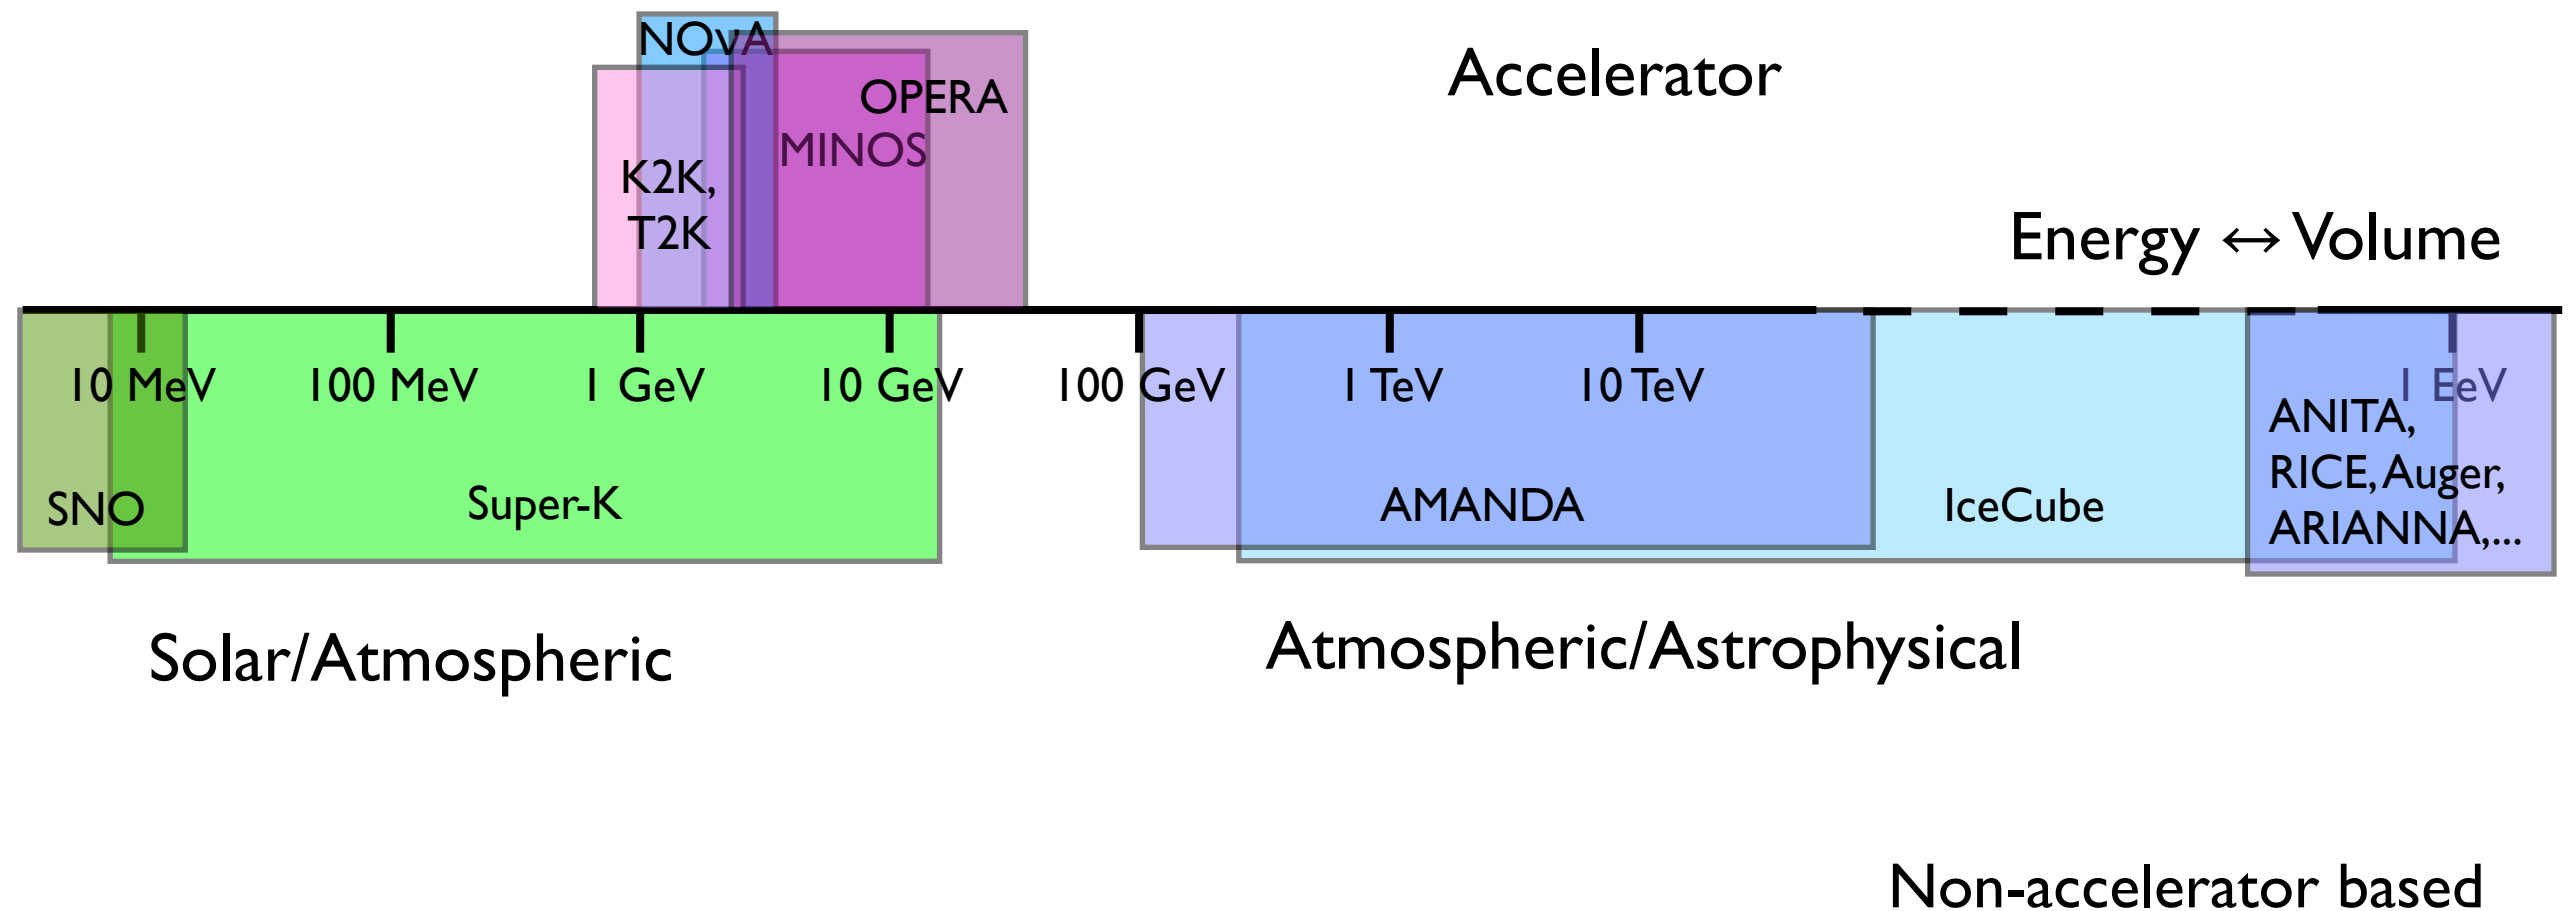 NOνA
Accelerator
OPERA
MINOS
K2K,
T2K
Energy ↔ Volume
10 MeV
100 MeV
1 GeV
10 GeV
100 GeV
1 TeV
10 TeV
1 EeV
ANITA,
RICE, Auger,
ARIANNA,...
SNO
Super-K
AMANDA
IceCube
Solar/Atmospheric
Atmospheric/Astrophysical
Non-accelerator based